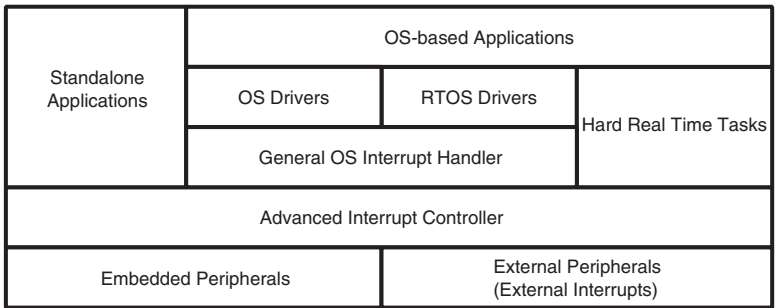 Standalone
Applications
OS-based Applications
OS Drivers
RTOS Drivers
Hard Real Time Tasks
General OS Interrupt Handler
Advanced Interrupt Controller
Embedded Peripherals
External Peripherals
(External Interrupts)